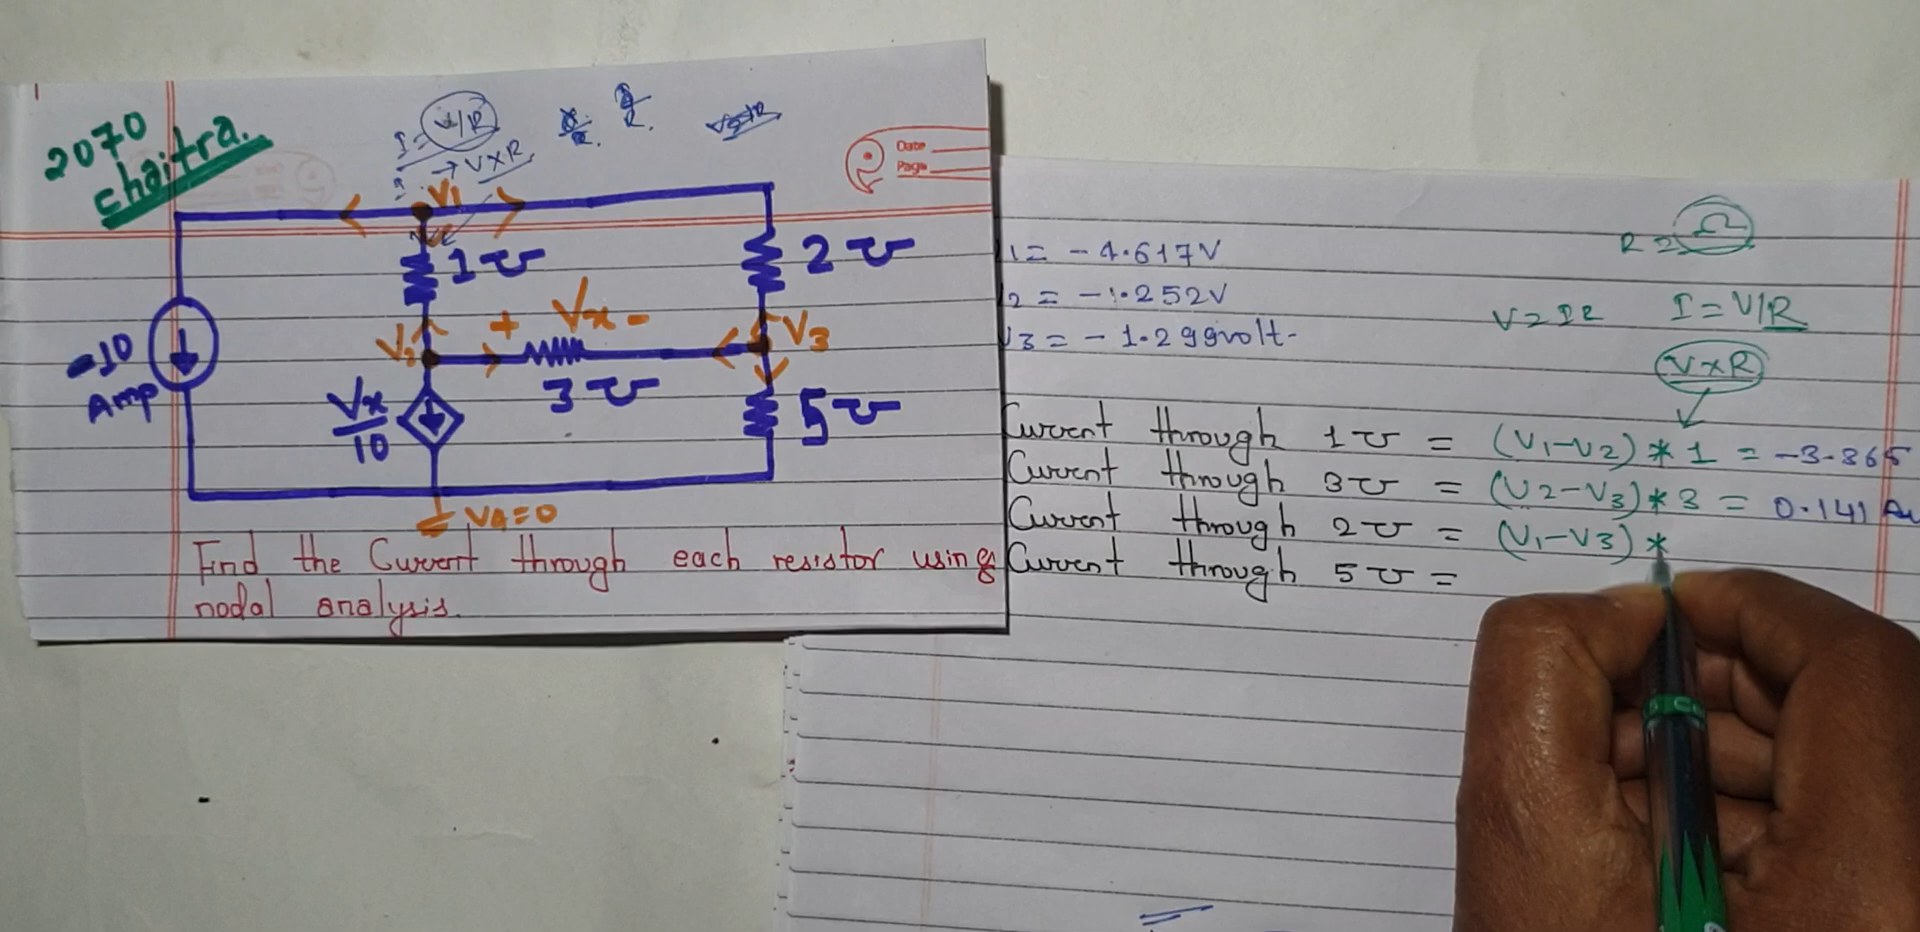 2070
chaitra.
I = V/R
→ V×R
Date
Page
V1
1 ℧
2 ℧
+ Vx -
V2
V3
3 ℧
5 ℧
-10
Amp
Vx/10
VA=0
Find the Current through each resistor using
nodal analysis.
1 = - 4.617V
2 = -1.252V
V3 = - 1.299volt-
R = Ω
V = IR
I = V/R
V×R
Current through 1℧ = (V1-V2) * 1 = -3.365
Current through 3℧ = (V2-V3) * 3 = 0.141 A
Current through 2℧ = (V1-V3) *
Current through 5℧ =